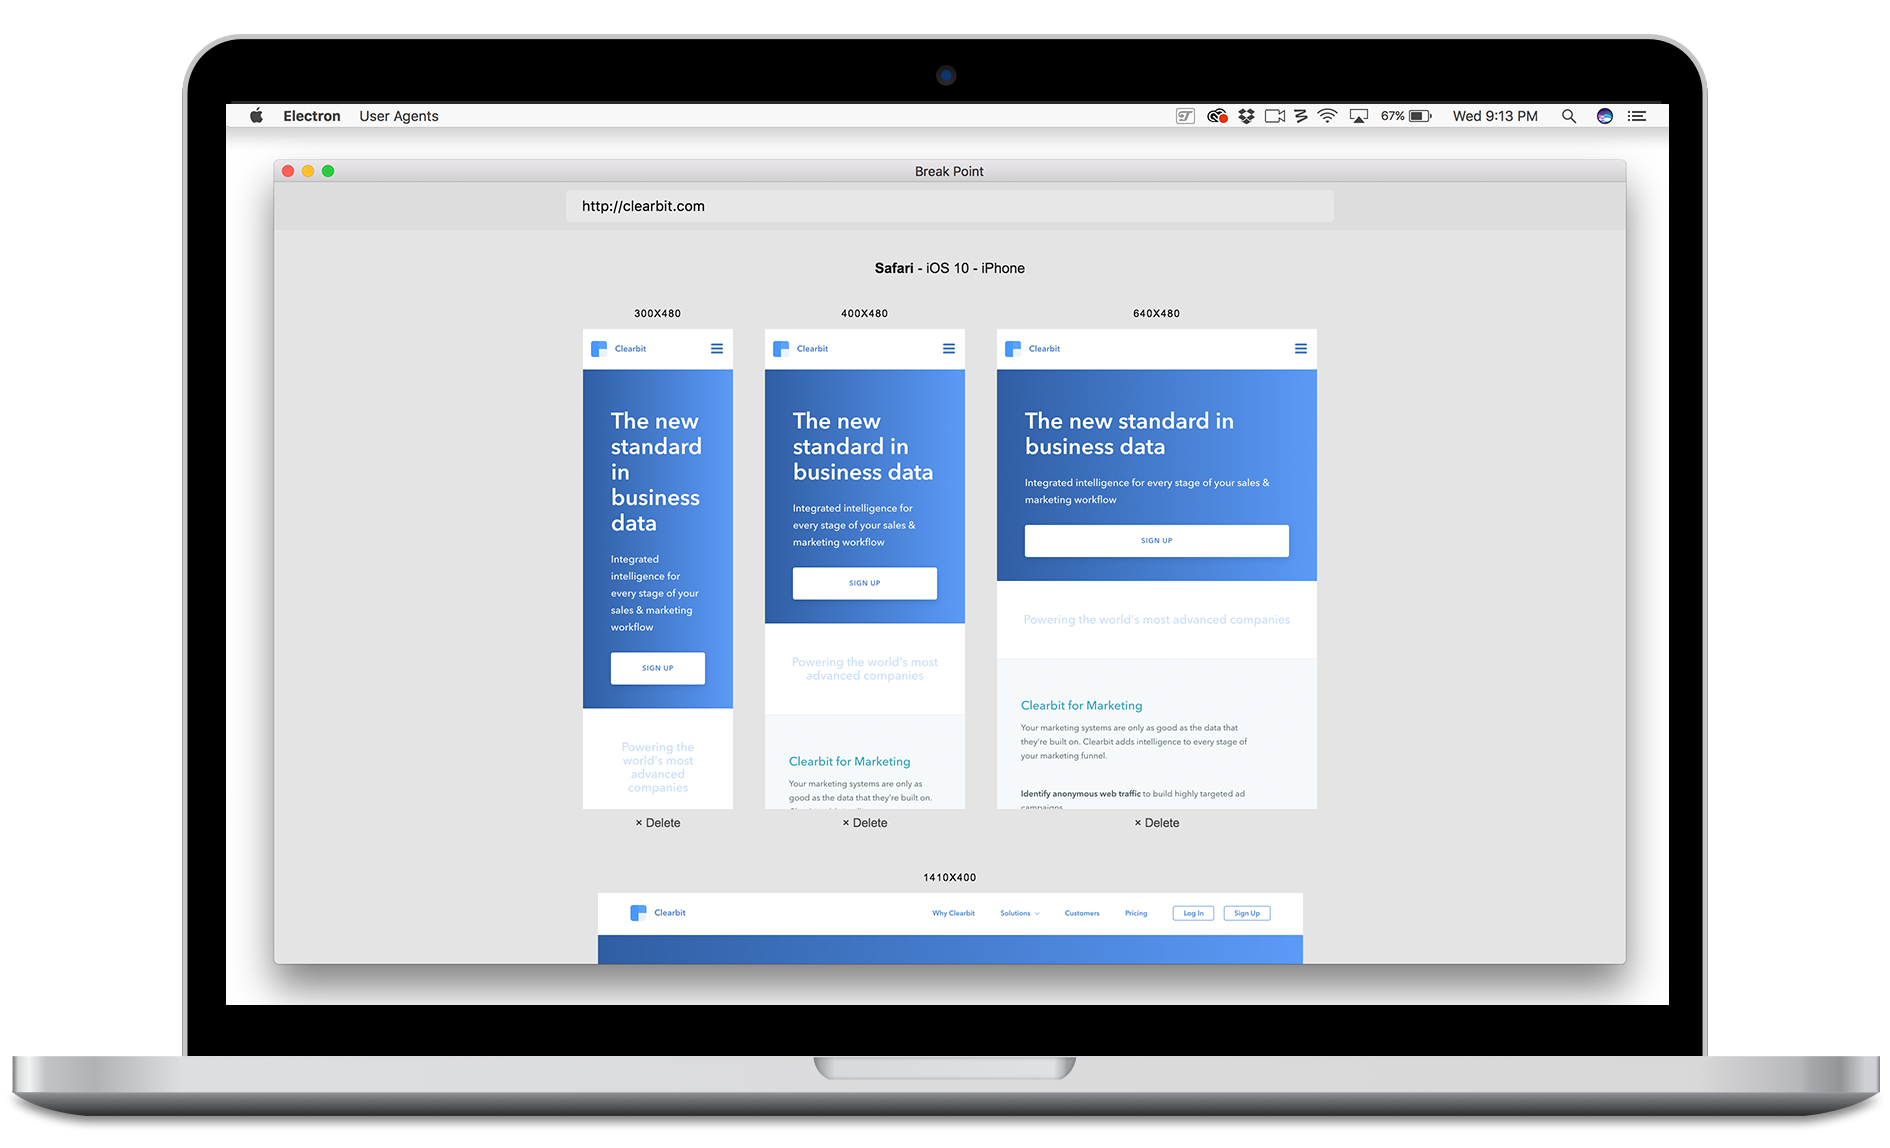 Electron User Agents 67% Wed 9:13 PM
Break Point
http://clearbit.com
Safari - iOS 10 - iPhone
300X480
Clearbit
The new
standard
in
business
data
Integrated
intelligence for
every stage of your
sales & marketing
workflow
SIGN UP
Powering the
world's most
advanced
companies
× Delete
400X480
Clearbit
The new
standard in
business data
Integrated intelligence for
every stage of your sales &
marketing workflow
SIGN UP
Powering the world's most
advanced companies
Clearbit for Marketing
Your marketing systems are only as
good as the data that they're built on.
× Delete
640X480
Clearbit
The new standard in
business data
Integrated intelligence for every stage of your sales &
marketing workflow
SIGN UP
Powering the world's most advanced companies
Clearbit for Marketing
Your marketing systems are only as good as the data that
they're built on. Clearbit adds intelligence to every stage of
your marketing funnel.
Identify anonymous web traffic to build highly targeted ad
campaigns
× Delete
1410X400
Clearbit Why Clearbit Solutions Customers Pricing Log In Sign Up